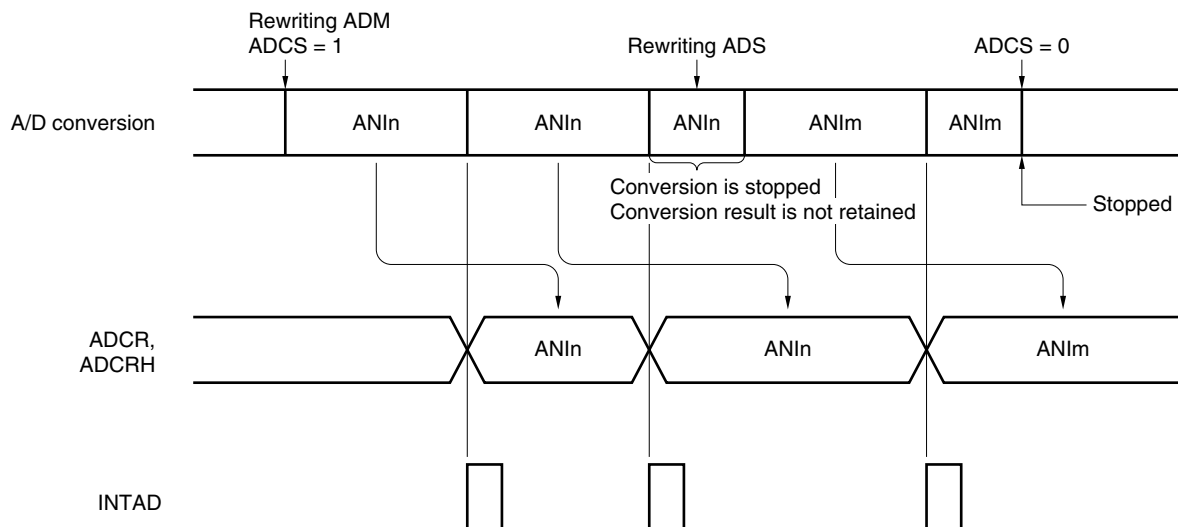 Rewriting ADM
ADCS = 1
Rewriting ADS
ADCS = 0
A/D conversion
ANIn
ANIn
ANIn
ANIm
ANIm
Conversion is stopped
Conversion result is not retained
Stopped
ADCR,
ADCRH
ANIn
ANIn
ANIm
INTAD